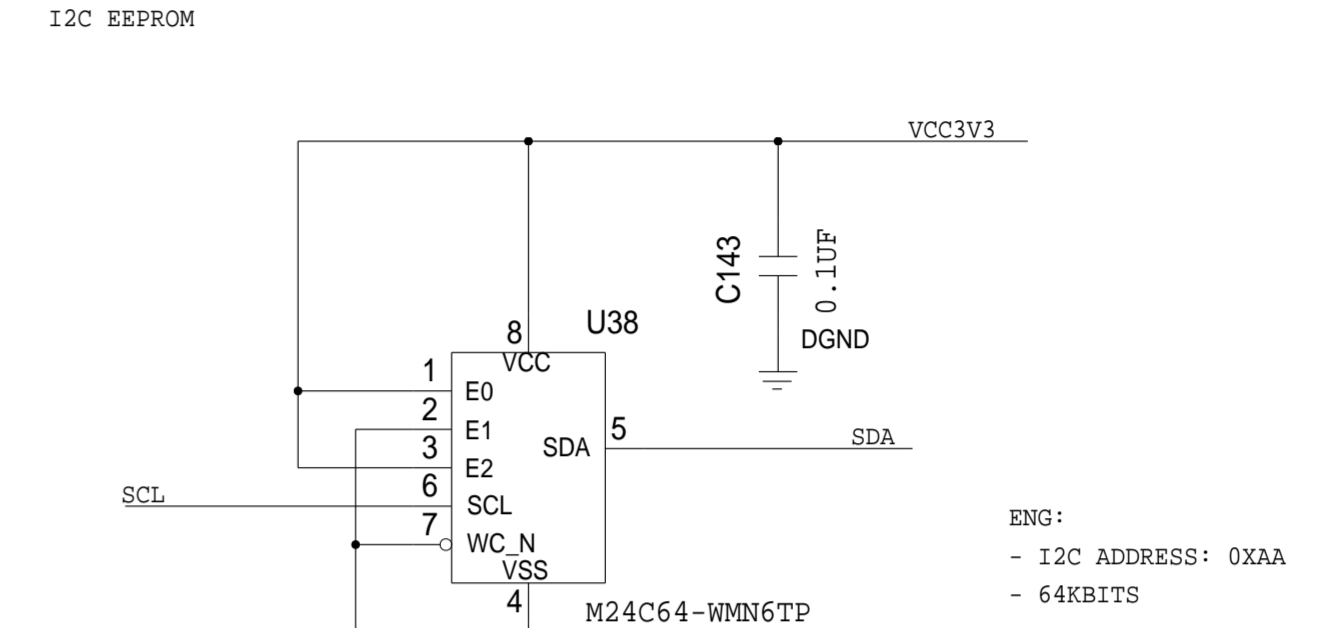 I2C EEPROM
VCC3V3
C143
0.1UF
DGND
U38
8
VCC
1
E0
2
E1
3
E2
6
SCL
SCL
7
WC_N
VSS
4
SDA
5
SDA
M24C64-WMN6TP
ENG:
- I2C ADDRESS: 0XAA
- 64KBITS